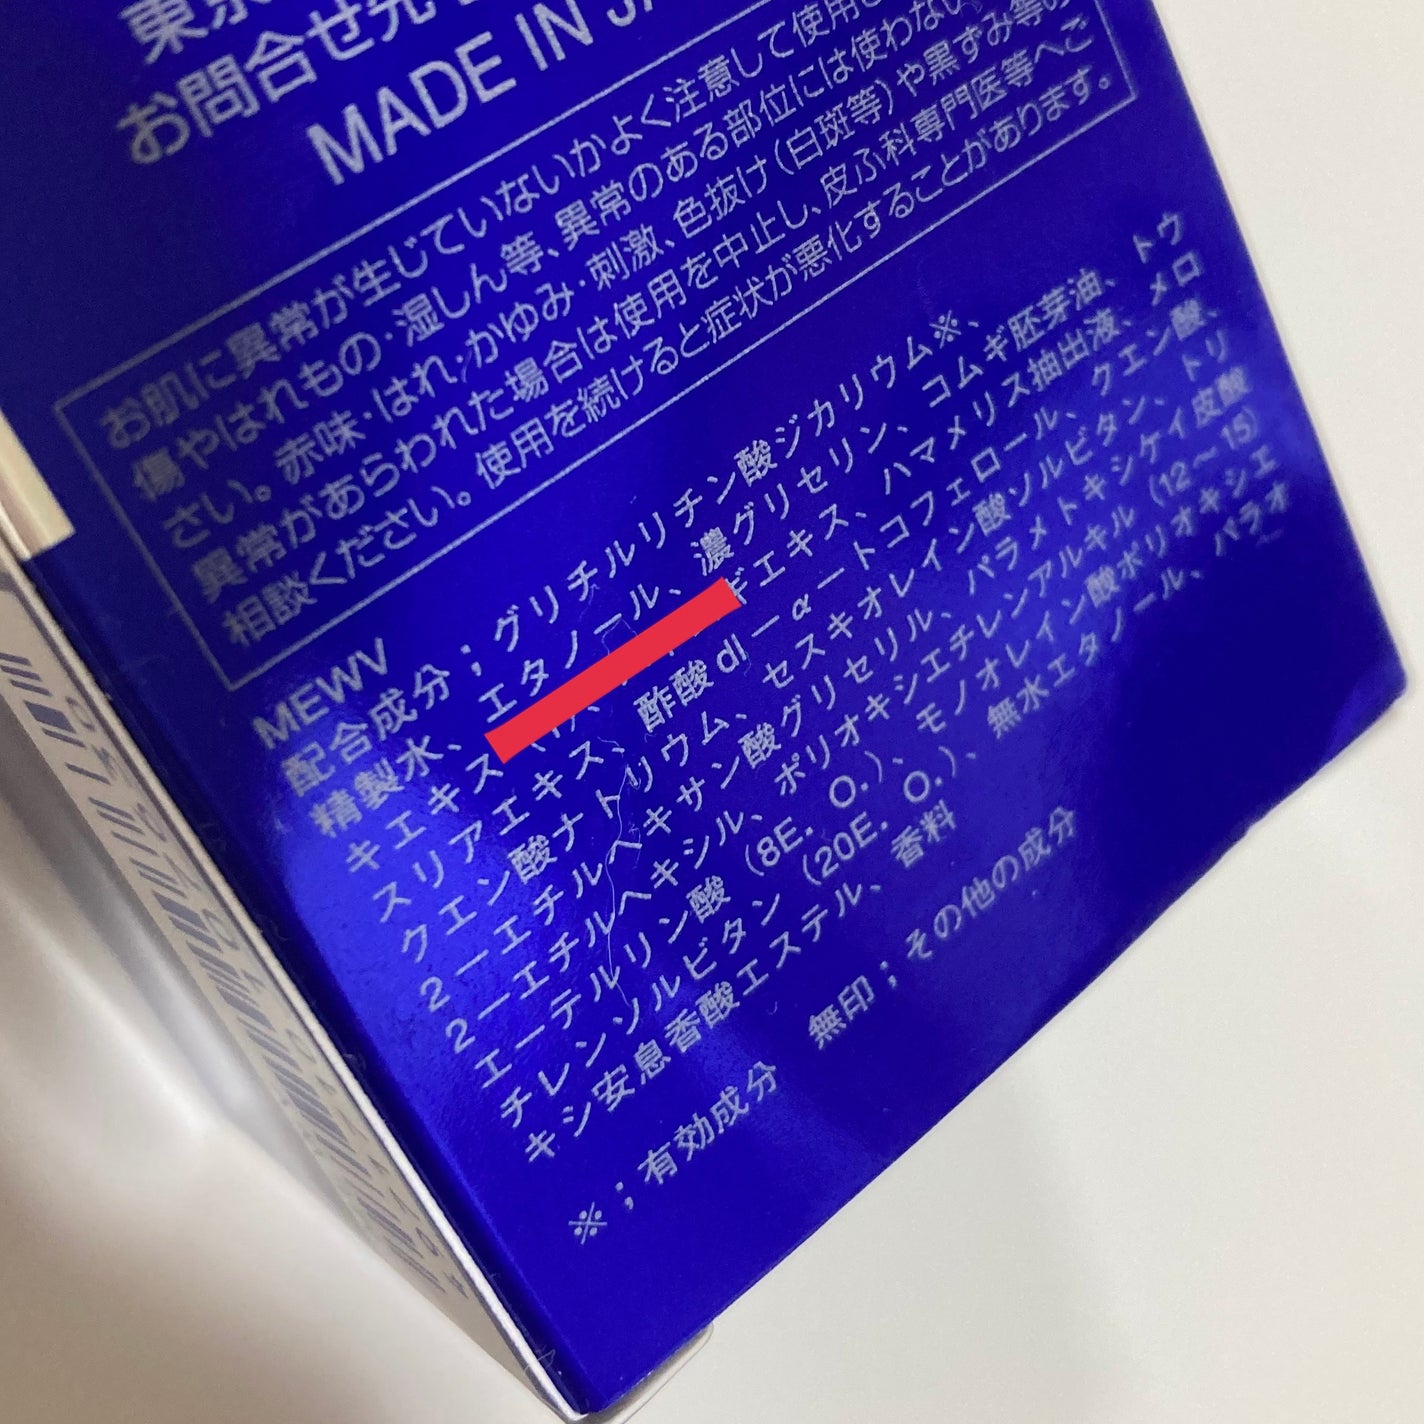 東京
お問合せ先
MADE IN JA
お肌に異常が生じていないかよく注意して使用
傷やはれもの・湿しん等、異常のある部位には使わない
さい。赤味・はれ・かゆみ・刺激、色抜け(白斑等)や黒ずみ等の
異常があらわれた場合は使用を中止し、皮ふ科専門医等へご
相談ください。使用を続けると症状が悪化することがあります。
MEWV
配合成分;グリチルリチン酸ジカリウム※、
精製水、エタノール、濃グリセリン、コムギ胚芽油、トウ
キエキス ギエキス、ハマメリス抽出液、メロ
スリアエキス、酢酸dl－α－トコフェロール、クエン酸、
クエン酸ナトリウム、セスキオレイン酸ソルビタン、トリ
2－エチルヘキサン酸グリセリル、パラメトキシケイ皮酸
2－エチルヘキシル、ポリオキシエチレンアルキル(12～15)
エーテルリン酸(8E.O.)、モノオレイン酸ポリオキシエ
チレンソルビタン(20E.O.)、無水エタノール、パラオ
キシ安息香酸エステル、香料
※;有効成分 無印;その他の成分